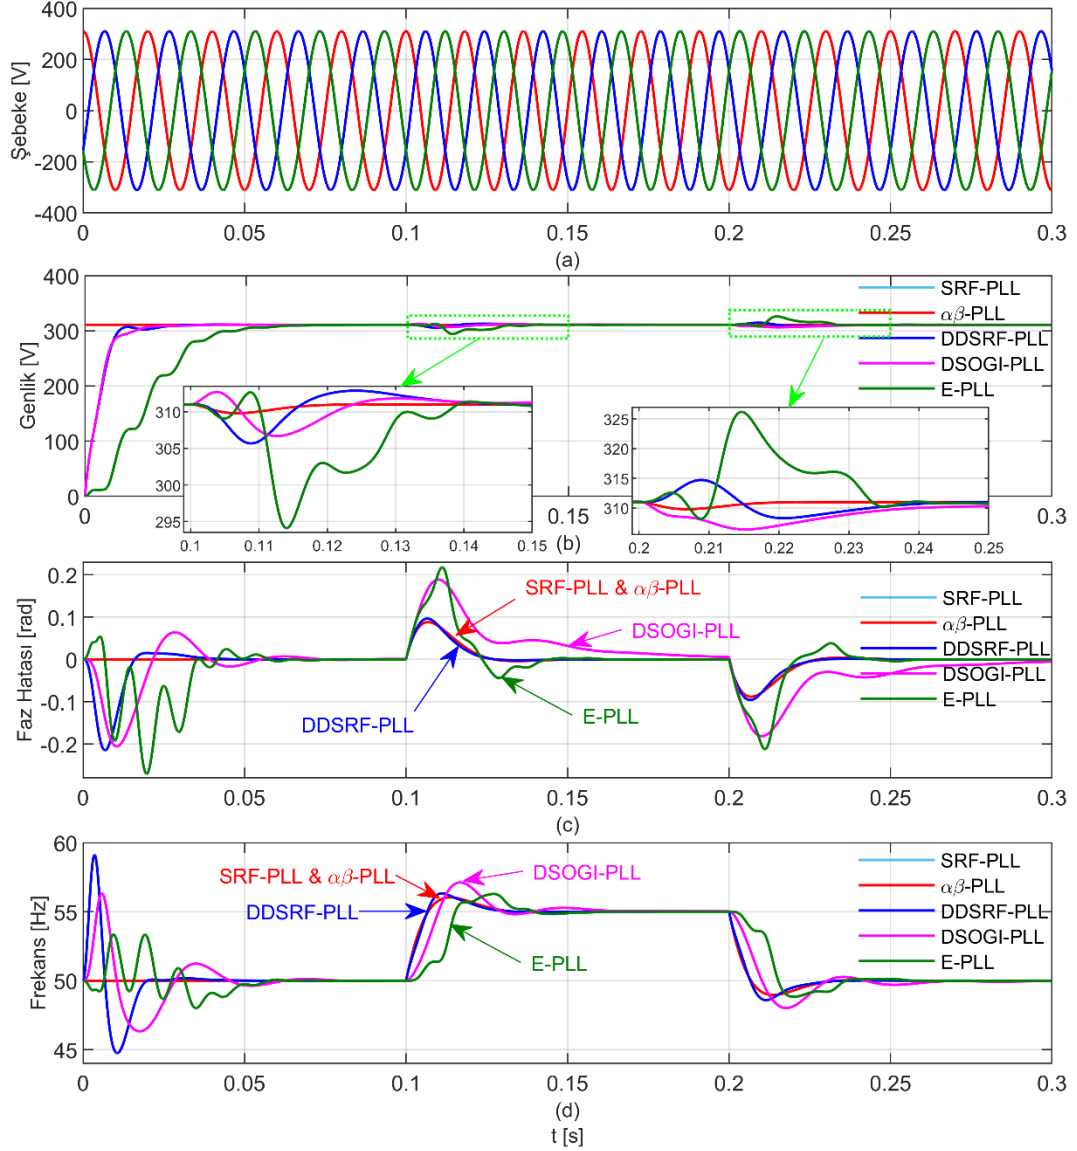 400
200
0
-200
-400
Şebeke [V]
0 0.05 0.1 0.15 0.2 0.25 0.3
(a)
400
300
200
100
0
Genlik [V]
SRF-PLL
αβ-PLL
DDSRF-PLL
DSOGI-PLL
E-PLL
310
305
300
295
0.1 0.11 0.12 0.13 0.14 0.15
325
320
315
310
0.2 0.21 0.22 0.23 0.24 0.25
0 0.15 0.3
(b)
0.2
0.1
0
-0.1
-0.2
Faz Hatası [rad]
SRF-PLL & αβ-PLL
DSOGI-PLL
DDSRF-PLL
E-PLL
SRF-PLL
αβ-PLL
DDSRF-PLL
DSOGI-PLL
E-PLL
0 0.05 0.1 0.15 0.2 0.25 0.3
(c)
60
55
50
45
Frekans [Hz]
SRF-PLL & αβ-PLL
DSOGI-PLL
DDSRF-PLL
E-PLL
SRF-PLL
αβ-PLL
DDSRF-PLL
DSOGI-PLL
E-PLL
0 0.05 0.1 0.15 0.2 0.25 0.3
(d)
t [s]